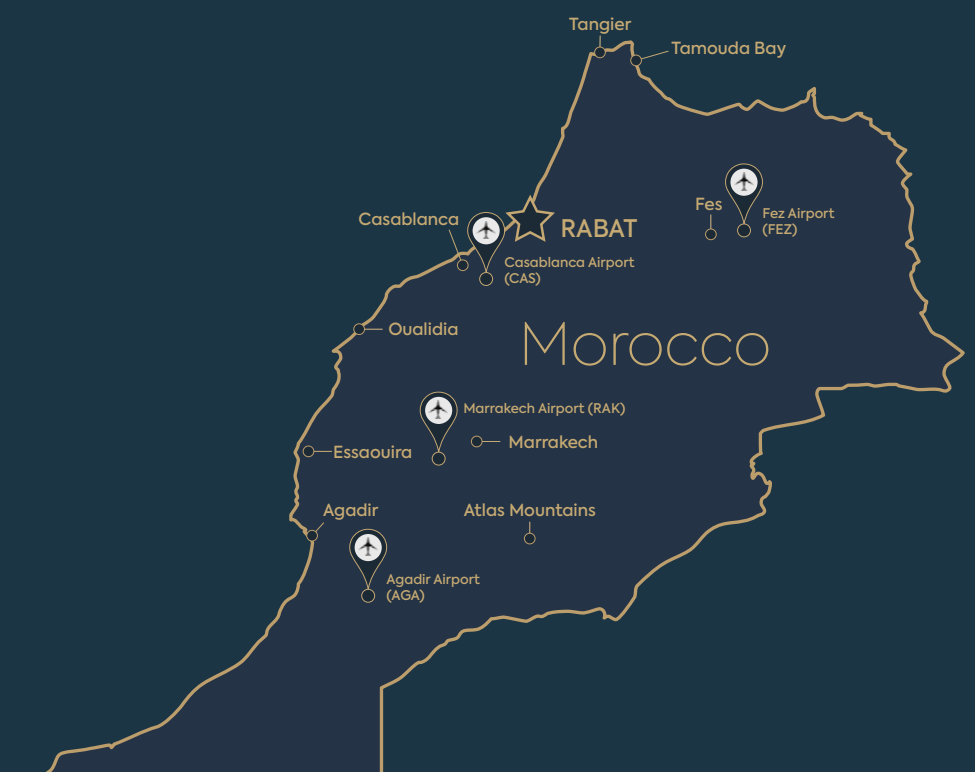 Tangier
Tamouda Bay
Fes
Fez Airport
(FEZ)
Casablanca
RABAT
Casablanca Airport
(CAS)
Oualidia
Morocco
Marrakech Airport (RAK)
Marrakech
Essaouira
Agadir
Atlas Mountains
Agadir Airport
(AGA)